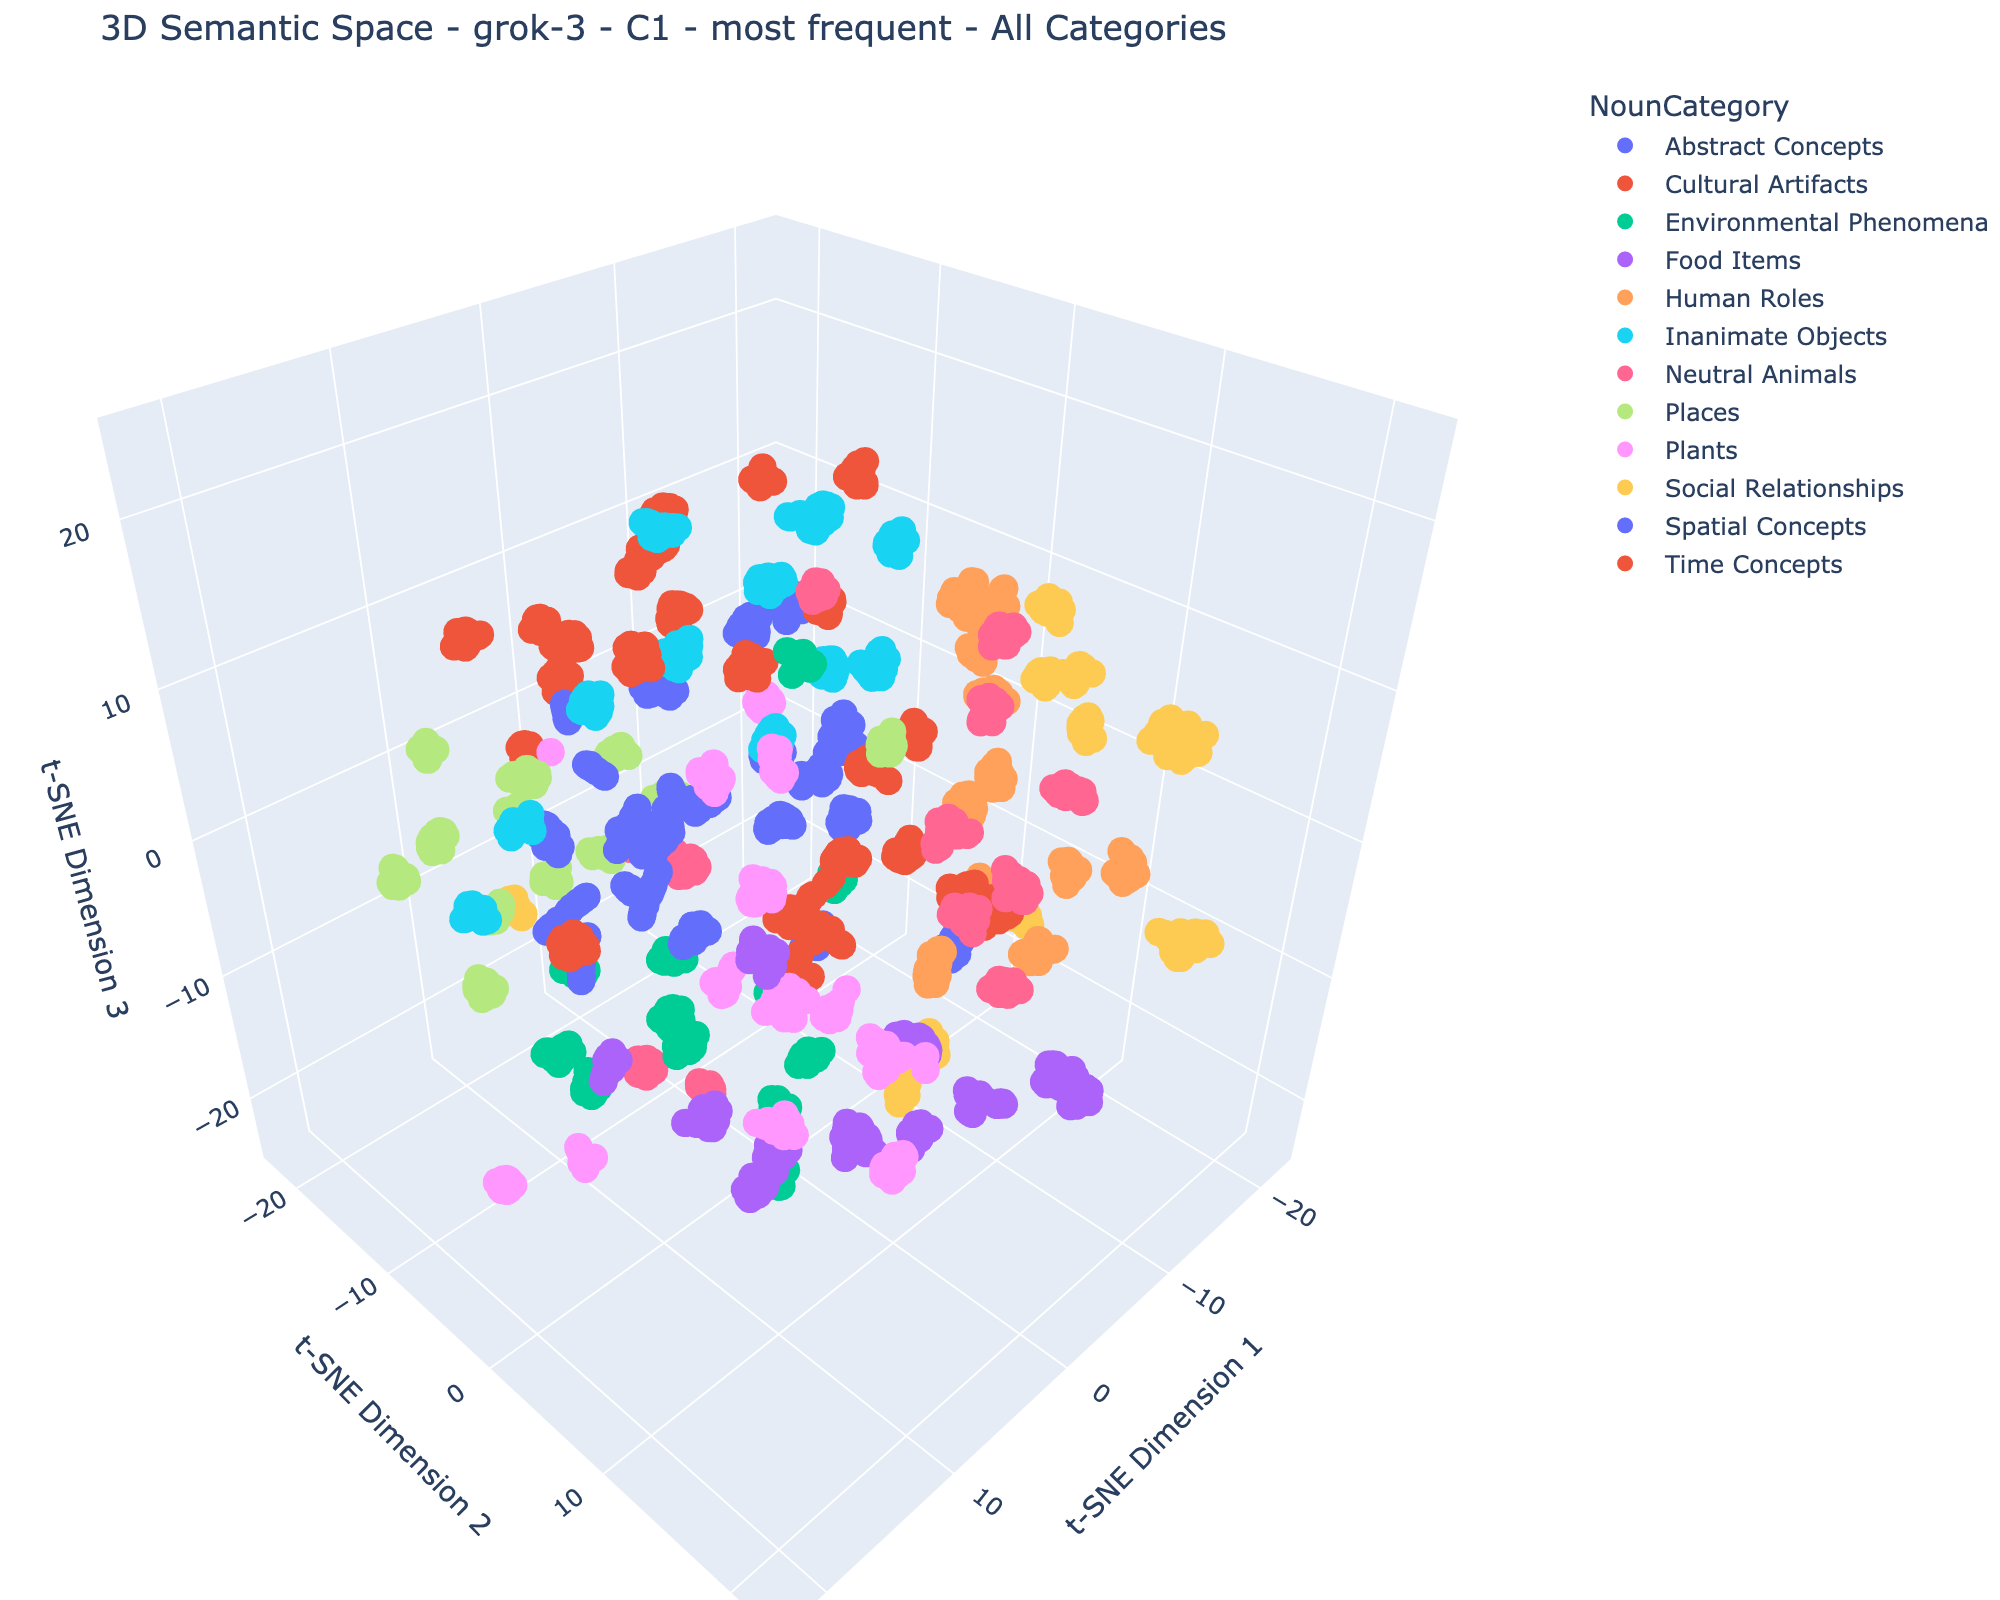 3D Semantic Space - grok-3 - C1 - most frequent - All Categories
NounCategory
Abstract Concepts
Cultural Artifacts
Environmental Phenomena
Food Items
Human Roles
Inanimate Objects
Neutral Animals
Places
Plants
Social Relationships
Spatial Concepts
Time Concepts
t-SNE Dimension 3
20
10
0
−10
−20
t-SNE Dimension 2
−20
−10
0
10
t-SNE Dimension 1
−20
−10
0
10